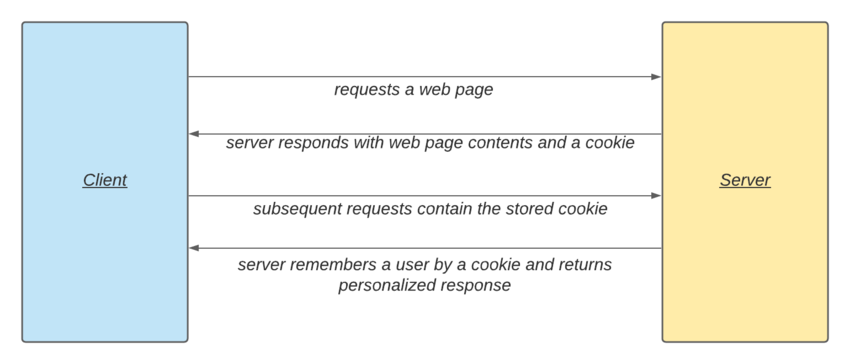 requests a web page
server responds with web page contents and a cookie
Client
Server
subsequent requests contain the stored cookie
server remembers a user by a cookie and returns
personalized response